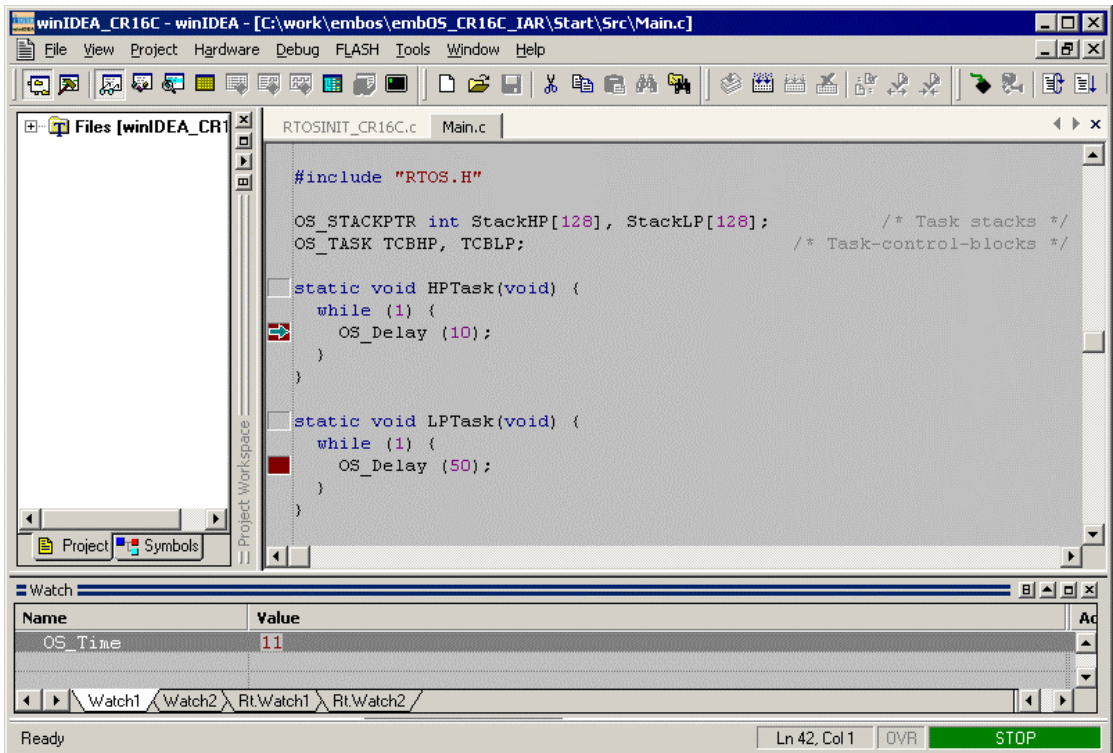 winIDEA_CR16C - winIDEA - [C:\work\embos\embOS_CR16C_IAR\Start\Src\Main.c]
File View Project Hardware Debug FLASH Tools Window Help
Files [winIDEA_CR1
RTOSINIT_CR16C.c Main.c
#include "RTOS.H"
OS_STACKPTR int StackHP[128], StackLP[128]; /* Task stacks */
OS_TASK TCBHP, TCBLP; /* Task-control-blocks */
static void HPTask(void) {
while (1) {
OS_Delay (10);
}
}
static void LPTask(void) {
while (1) {
OS_Delay (50);
}
}
Project Workspace
Project Symbols
Watch
Name Value Ad
OS_Time 11
Watch1 Watch2 Rt.Watch1 Rt.Watch2
Ready Ln 42, Col 1 OVR STOP